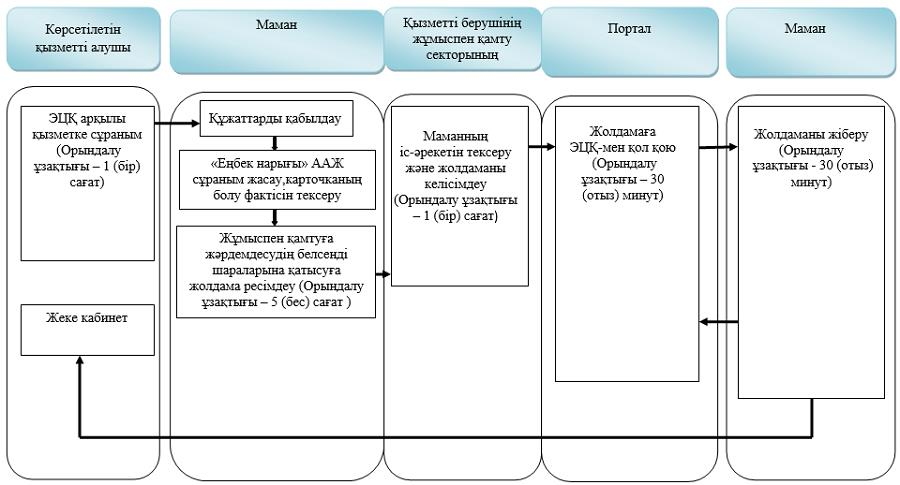 Көрсетілетін
қызметті алушы
Маман
Қызметті берушінің
жұмыспен қамту
секторының
Портал
Маман
ЭЦҚ арқылы
қызметке сұраным
(Орындалу
ұзақтығы – 1 (бір)
сағат)
Жеке кабинет
Құжаттарды қабылдау
«Еңбек нарығы» ААЖ
сұраным жасау,карточканың
болу фактісін тексеру
Жұмыспен қамтуға
жәрдемдесудің белсенді
шараларына қатысуға
жолдама ресімдеу (Орындалу
ұзақтығы – 5 (бес) сағат )
Маманның
іс-әрекетін тексеру
және жолдаманы
келісімдеу
(Орындалу ұзақтығы
– 1 (бір) сағат)
Жолдамаға
ЭЦҚ-мен қол қою
(Орындалу
ұзақтығы – 30
(отыз) минут)
Жолдаманы жіберу
(Орындалу
ұзақтығы - 30 (отыз)
минут)